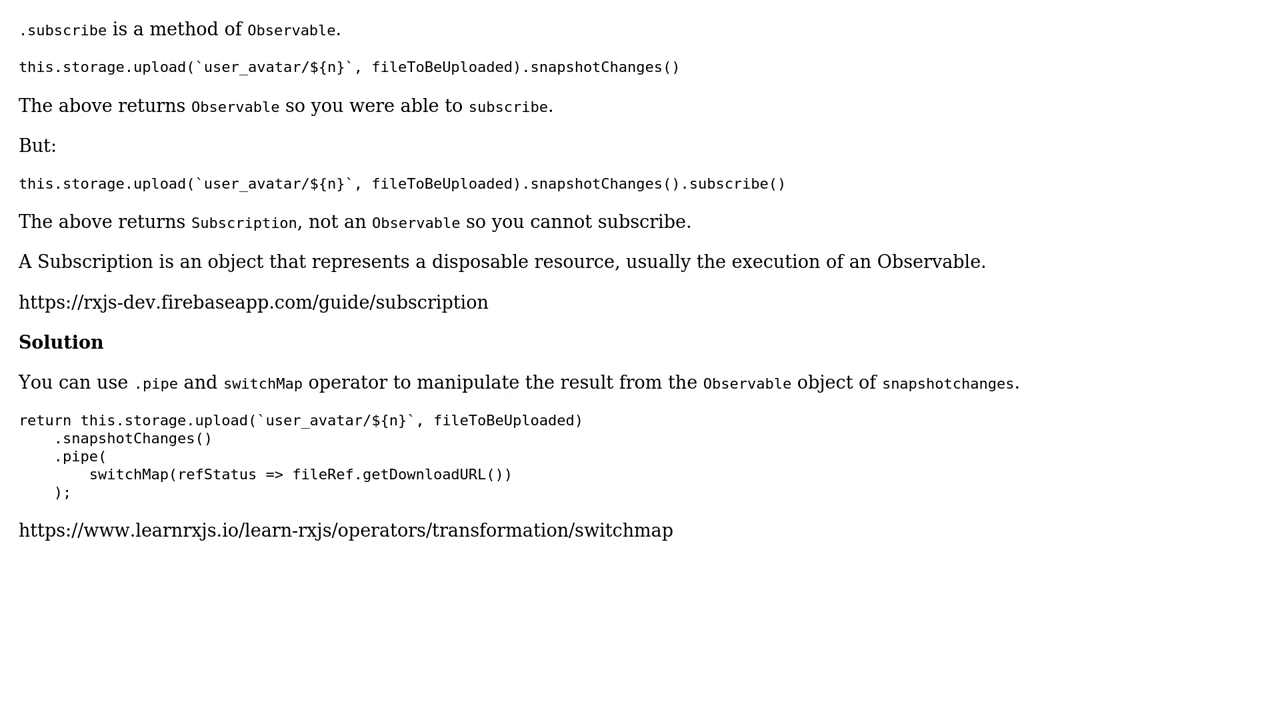 .subscribe is a method of Observable.
this.storage.upload(`user_avatar/${n}`, fileToBeUploaded).snapshotChanges()
The above returns Observable so you were able to subscribe.
But:
this.storage.upload(`user_avatar/${n}`, fileToBeUploaded).snapshotChanges().subscribe()
The above returns Subscription, not an Observable so you cannot subscribe.
A Subscription is an object that represents a disposable resource, usually the execution of an Observable.
https://rxjs-dev.firebaseapp.com/guide/subscription
Solution
You can use .pipe and switchMap operator to manipulate the result from the Observable object of snapshotchanges.
return this.storage.upload(`user_avatar/${n}`, fileToBeUploaded)
    .snapshotChanges()
    .pipe(
        switchMap(refStatus => fileRef.getDownloadURL())
    );
https://www.learnrxjs.io/learn-rxjs/operators/transformation/switchmap